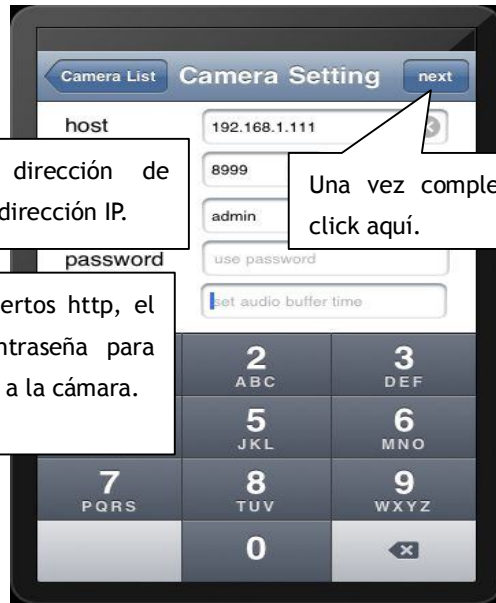 Camera List Camera Setting next
host 192.168.1.111
8999
admin
password use password
set audio buffer time
dirección de
dirección IP.
Una vez comple
click aquí.
ertos http, el
ntraseña para
a la cámara.
2 3
ABC DEF
5 6
JKL MNO
7 8 9
PQRS TUV WXYZ
0